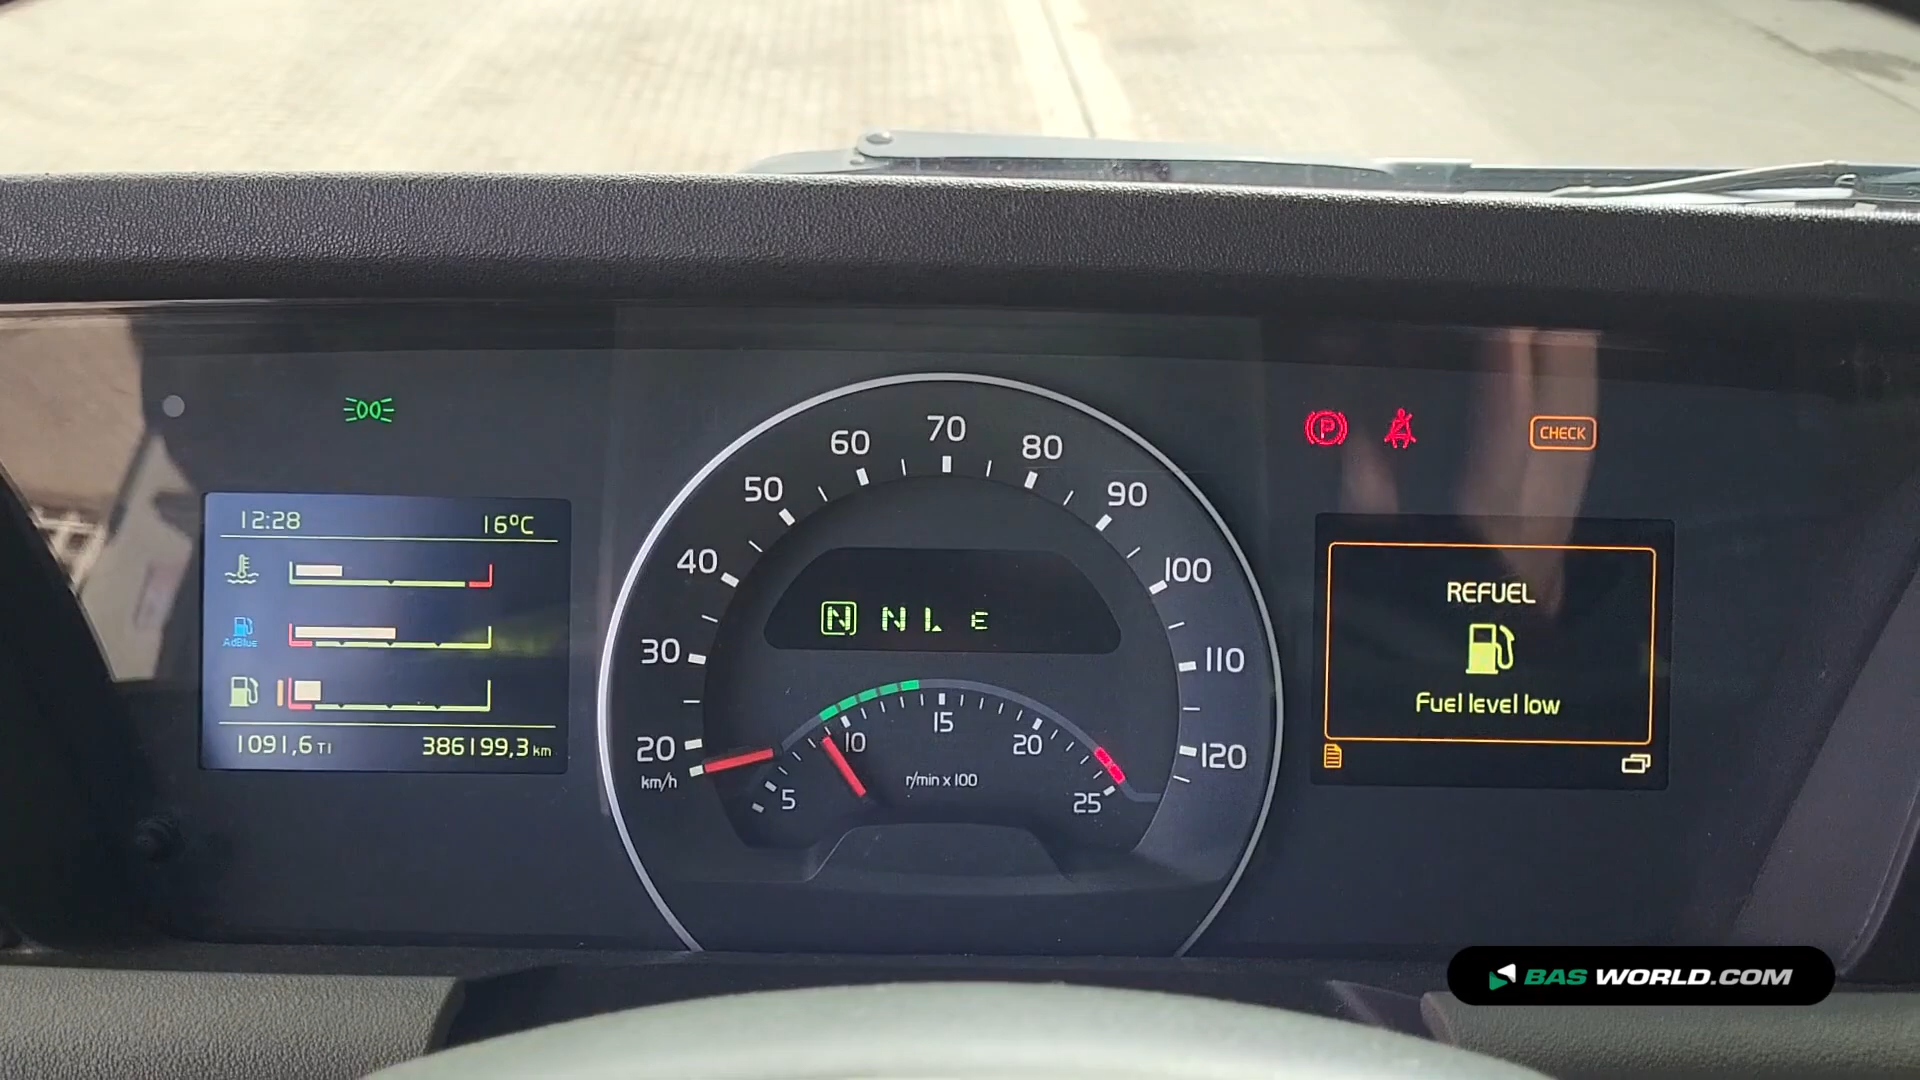 12:28
16°C
AdBlue
1091,6 T1
386199,3 km
20
30
40
50
60
70
80
90
100
110
120
km/h
N N L E
5
10
15
20
25
r/min x 100
P
CHECK
REFUEL
Fuel level low
BAS WORLD.COM